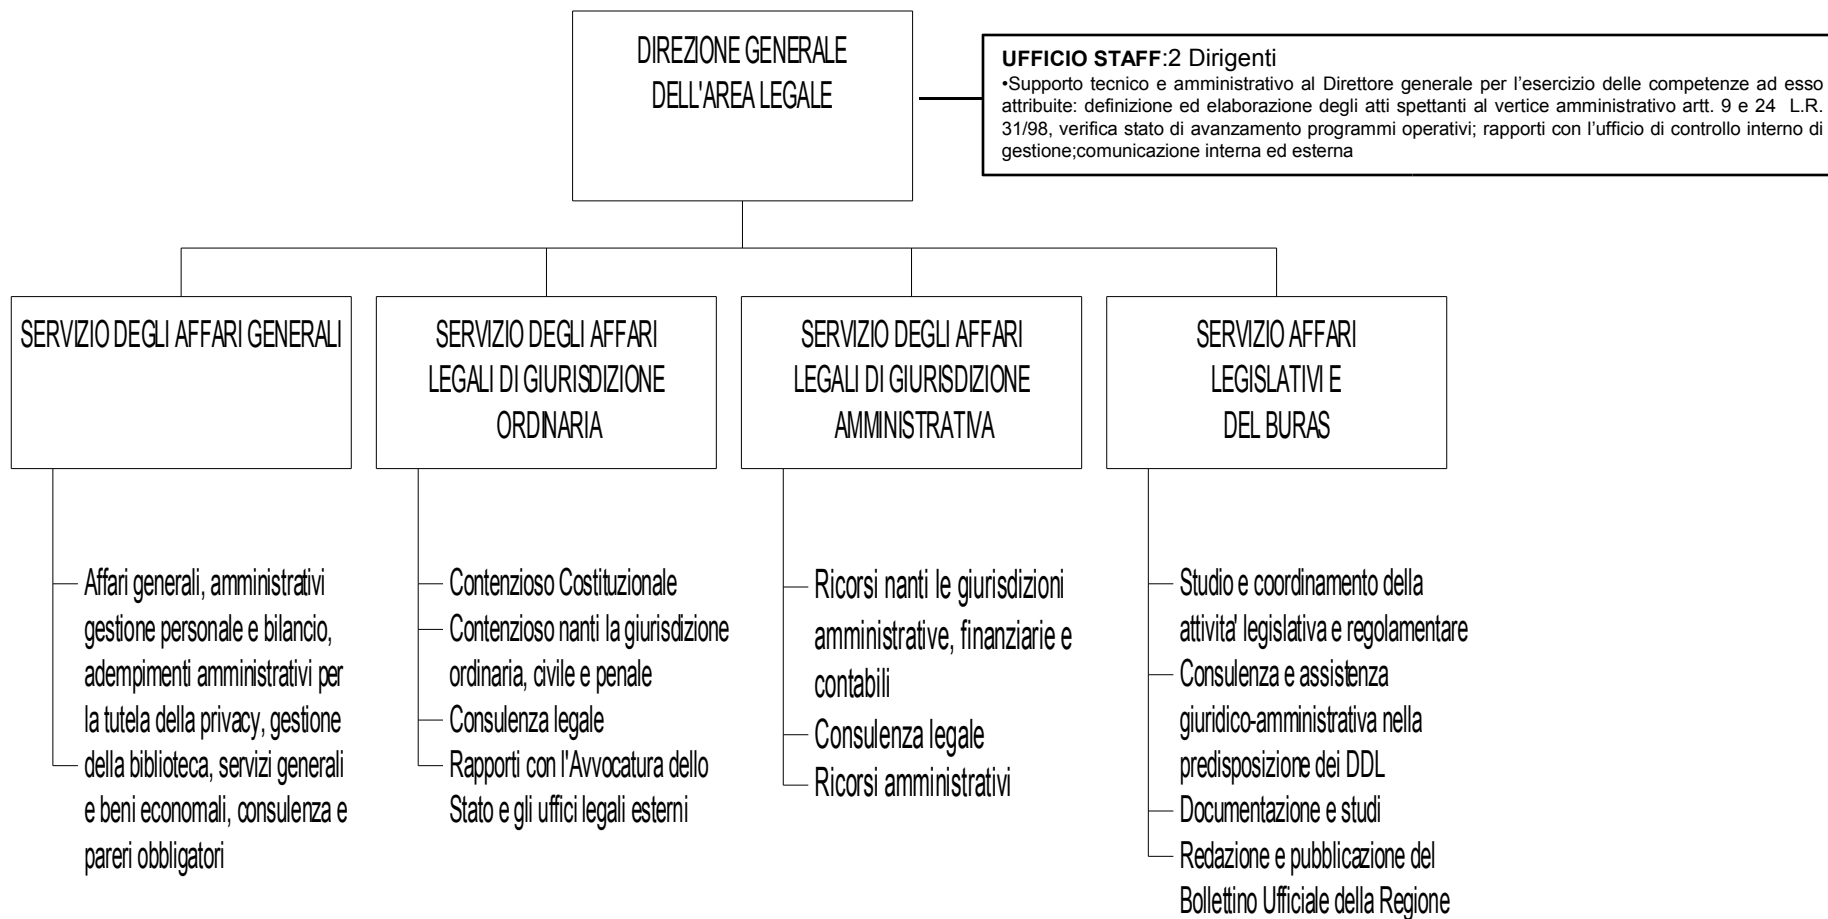 DIREZIONE GENERALE
DELL'AREA LEGALE
UFFICIO STAFF:2 Dirigenti
•Supporto tecnico e amministrativo al Direttore generale per l'esercizio delle competenze ad esso
attribuite: definizione ed elaborazione degli atti spettanti al vertice amministrativo artt. 9 e 24 L.R.
31/98, verifica stato di avanzamento programmi operativi; rapporti con l'ufficio di controllo interno di
gestione;comunicazione interna ed esterna
SERVIZIO DEGLI AFFARI GENERALI
Affari generali, amministrativi
gestione personale e bilancio,
adempimenti amministrativi per
la tutela della privacy, gestione
della biblioteca, servizi generali
e beni economali, consulenza e
pareri obbligatori
SERVIZIO DEGLI AFFARI
LEGALI DI GIURISDIZIONE
ORDINARIA
Contenzioso Costituzionale
Contenzioso nanti la giurisdizione
ordinaria, civile e penale
Consulenza legale
Rapporti con l'Avvocatura dello
Stato e gli uffici legali esterni
SERVIZIO DEGLI AFFARI
LEGALI DI GIURISDIZIONE
AMMINISTRATIVA
Ricorsi nanti le giurisdizioni
amministrative, finanziarie e
contabili
Consulenza legale
Ricorsi amministrativi
SERVIZIO AFFARI
LEGISLATIVI E
DEL BURAS
Studio e coordinamento della
attivita' legislativa e regolamentare
Consulenza e assistenza
giuridico-amministrativa nella
predisposizione dei DDL
Documentazione e studi
Redazione e pubblicazione del
Bollettino Ufficiale della Regione